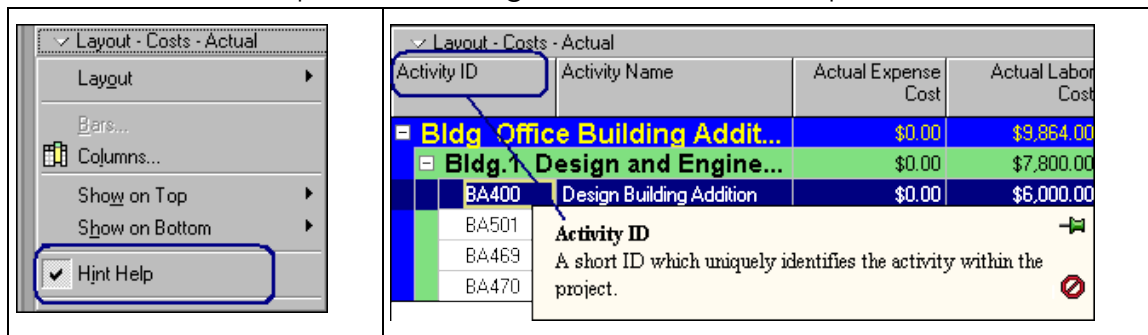 Layout - Costs - Actual
Layout
Bars...
Columns...
Show on Top
Show on Bottom
Hint Help
Layout - Costs - Actual
Activity ID Activity Name Actual Expense Cost Actual Labor Cost
Bldg Office Building Addit... $0.00 $9,864.00
Bldg.1 Design and Engine... $0.00 $7,800.00
BA400 Design Building Addition $0.00 $6,000.00
BA501
BA469
BA470
Activity ID
A short ID which uniquely identifies the activity within the
project.